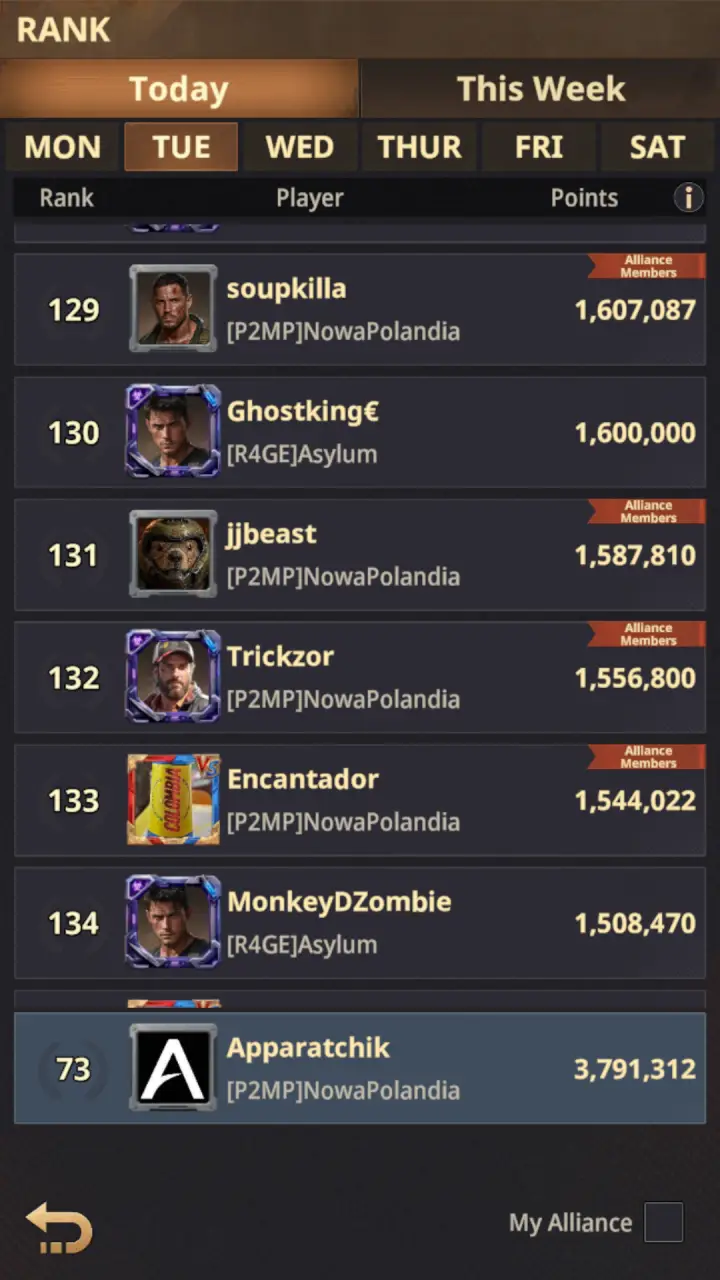 RANK
Today
This Week
MON
TUE
WED
THUR
FRI
SAT
Rank
Player
Points
i
Alliance
Members
129
soupkilla
[P2MP]NowaPolandia
1,607,087
130
Ghostking€
[R4GE]Asylum
1,600,000
Alliance
Members
131
jjbeast
[P2MP]NowaPolandia
1,587,810
Alliance
Members
132
Trickzor
[P2MP]NowaPolandia
1,556,800
Alliance
Members
133
VS
COLOMBIA
Encantador
[P2MP]NowaPolandia
1,544,022
134
MonkeyDZombie
[R4GE]Asylum
1,508,470
73
A
Apparatchik
[P2MP]NowaPolandia
3,791,312
My Alliance